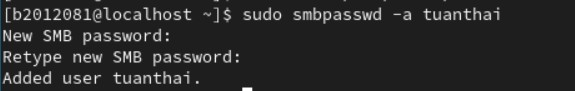 [b2012081@localhost ~]$ sudo smbpasswd -a tuanthai
New SMB password:
Retype new SMB password:
Added user tuanthai.